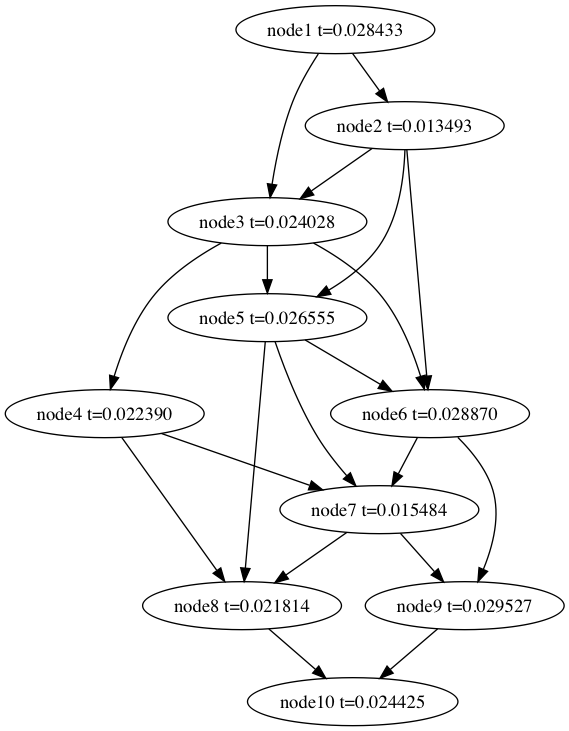 node1 t=0.028433
node2 t=0.013493
node3 t=0.024028
node5 t=0.026555
node4 t=0.022390
node6 t=0.028870
node7 t=0.015484
node8 t=0.021814
node9 t=0.029527
node10 t=0.024425